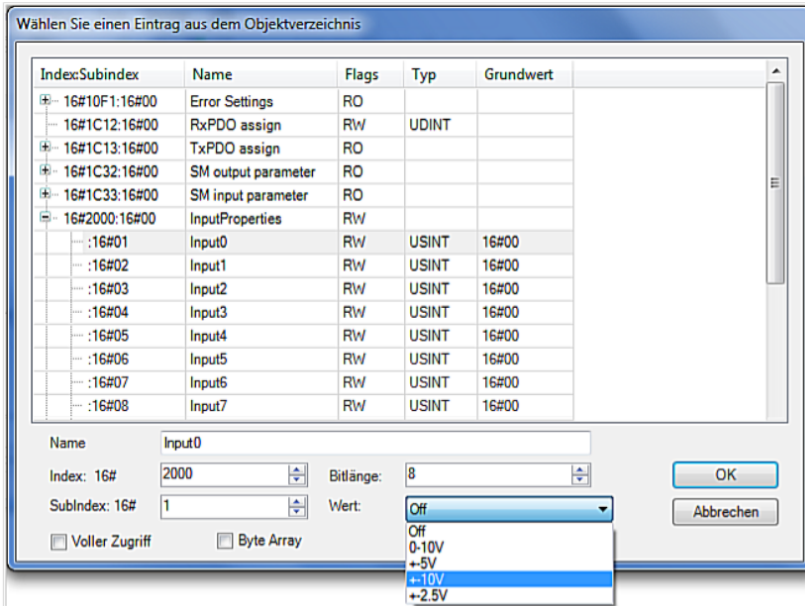 Wählen Sie einen Eintrag aus dem Objektverzeichnis
Index:Subindex Name Flags Typ Grundwert
16#10F1:16#00 Error Settings RO
16#1C12:16#00 RxPDO assign RW UDINT
16#1C13:16#00 TxPDO assign RO
16#1C32:16#00 SM output parameter RO
16#1C33:16#00 SM input parameter RO
16#2000:16#00 InputProperties RW
:16#01 Input0 RW USINT 16#00
:16#02 Input1 RW USINT 16#00
:16#03 Input2 RW USINT 16#00
:16#04 Input3 RW USINT 16#00
:16#05 Input4 RW USINT 16#00
:16#06 Input5 RW USINT 16#00
:16#07 Input6 RW USINT 16#00
:16#08 Input7 RW USINT 16#00
Name Input0
Index: 16# 2000 Bitlänge: 8 OK
SubIndex: 16# 1 Wert: Off Abbrechen
Voller Zugriff Byte Array
Off
0-10V
+-5V
+-10V
+-2.5V